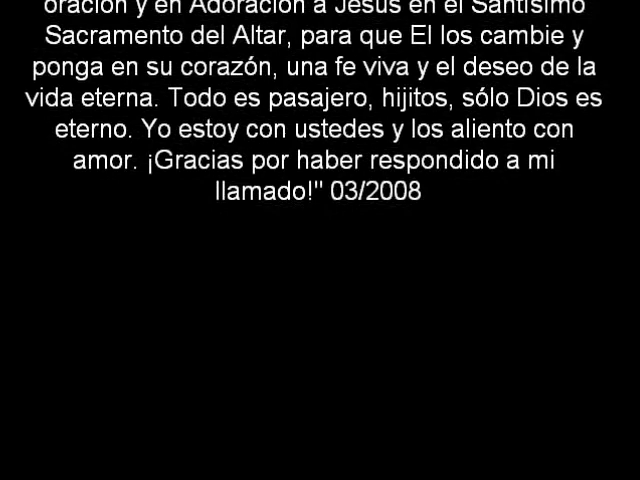 oración y en Adoración a Jesús en el Santísimo
Sacramento del Altar, para que El los cambie y
ponga en su corazón, una fe viva y el deseo de la
vida eterna. Todo es pasajero, hijitos, sólo Dios es
eterno. Yo estoy con ustedes y los aliento con
amor. ¡Gracias por haber respondido a mi
llamado!" 03/2008